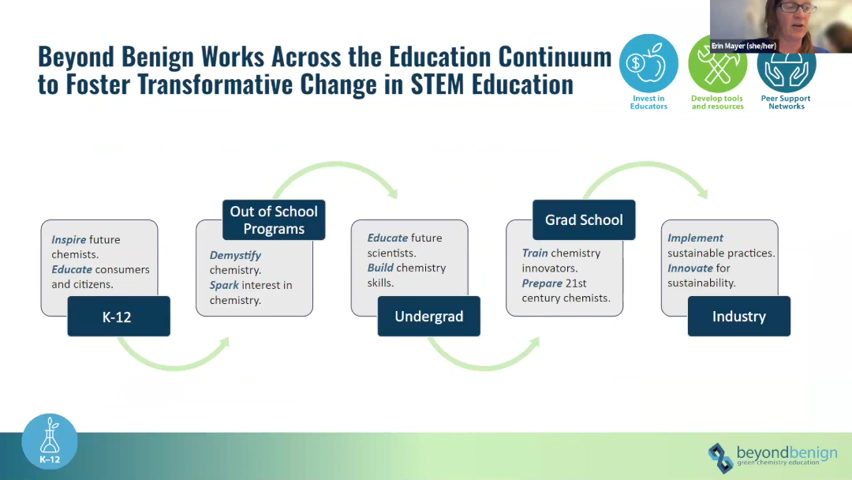 Beyond Benign Works Across the Education Continuum
to Foster Transformative Change in STEM Education
Erin Mayer (she/her)
Invest in
Educators
Develop tools
and resources
Peer Support
Networks
Inspire future
chemists.
Educate consumers
and citizens.
K-12
Out of School
Programs
Demystify
chemistry.
Spark interest in
chemistry.
Educate future
scientists.
Build chemistry
skills.
Undergrad
Grad School
Train chemistry
innovators.
Prepare 21st
century chemists.
Implement
sustainable practices.
Innovate for
sustainability.
Industry
K-12
beyondbenign
green chemistry education